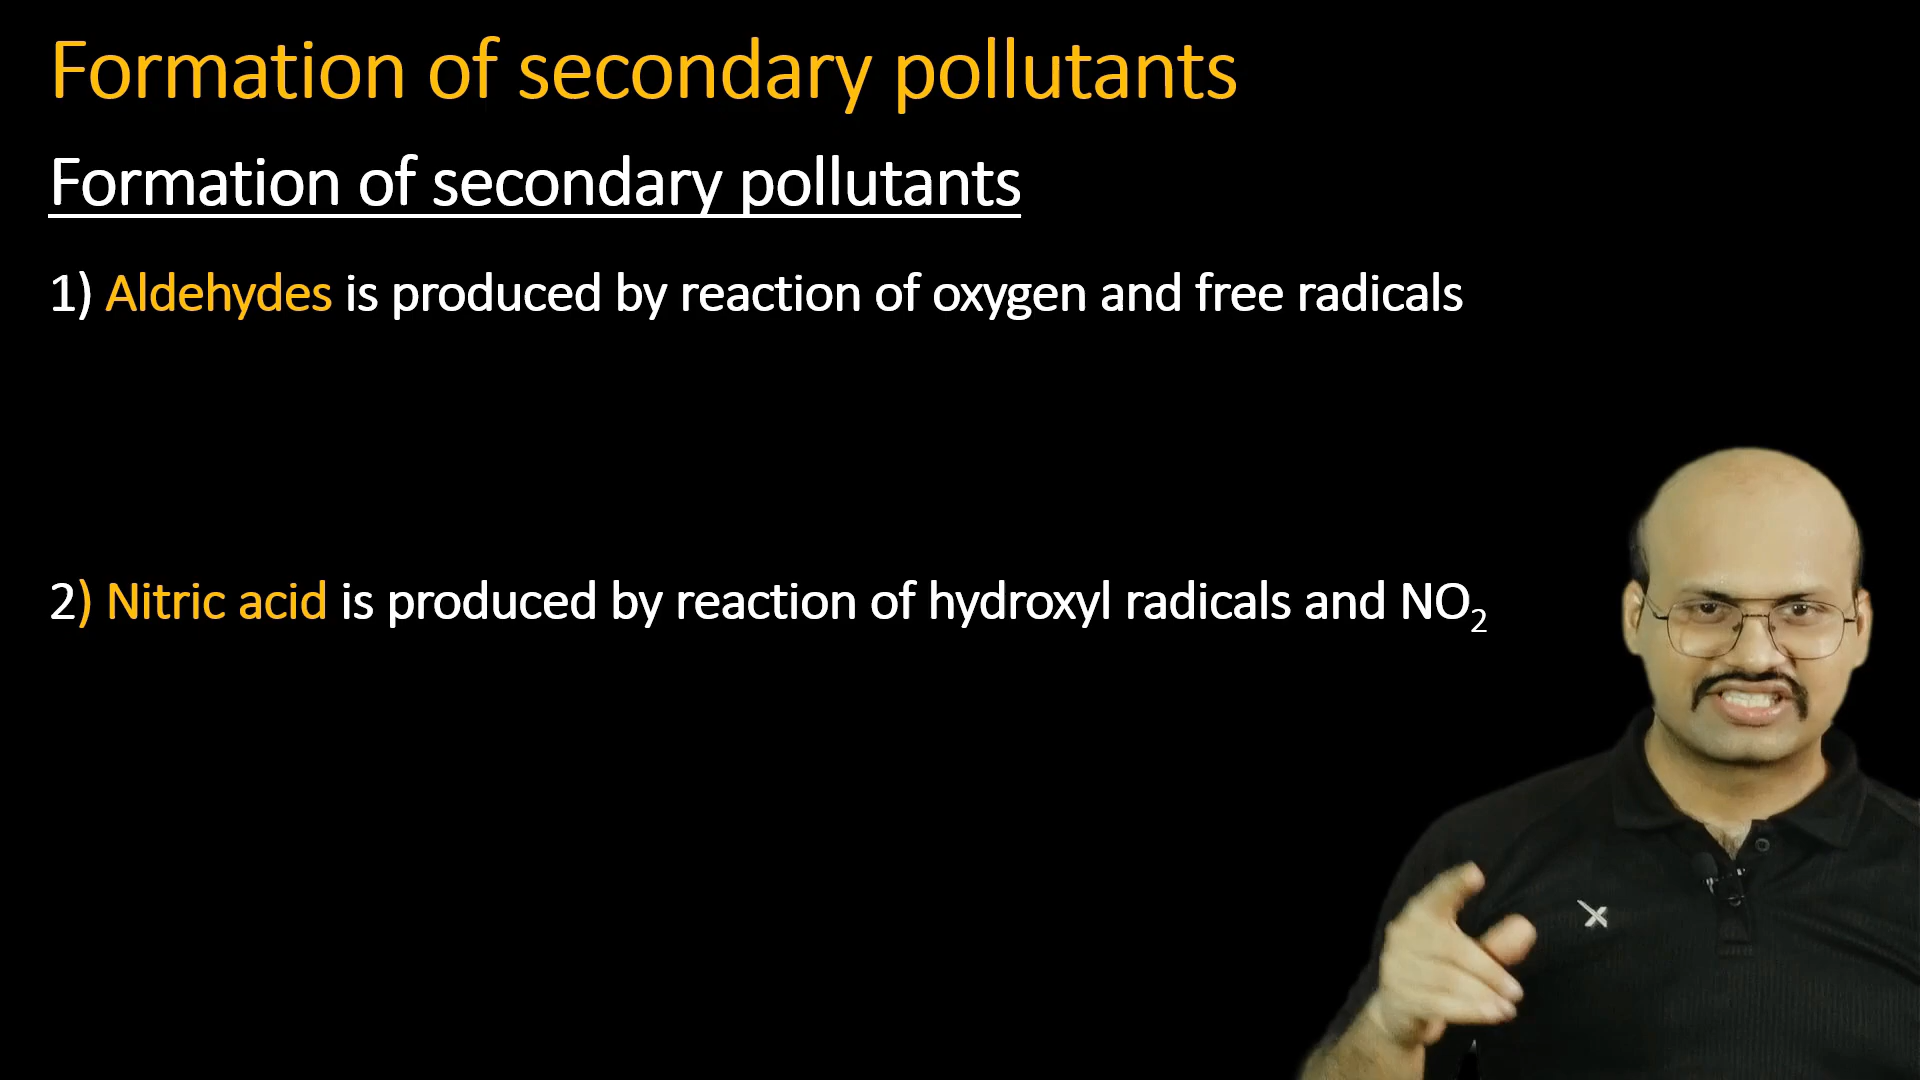 Formation of secondary pollutants
Formation of secondary pollutants
1) Aldehydes is produced by reaction of oxygen and free radicals
2) Nitric acid is produced by reaction of hydroxyl radicals and NO₂